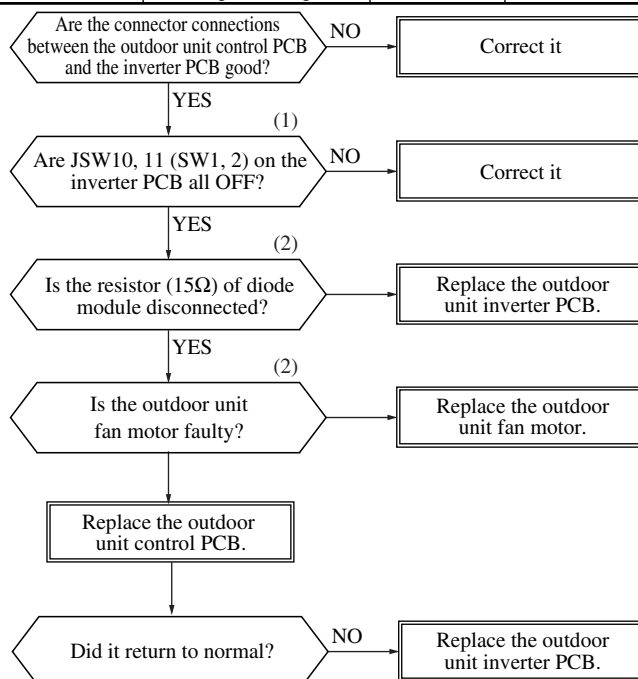 Are the connector connections
between the outdoor unit control PCB
and the inverter PCB good?
NO
Correct it
YES
(1)
Are JSW10, 11 (SW1, 2) on the
inverter PCB all OFF?
NO
Correct it
YES
(2)
Is the resistor (15Ω) of diode
module disconnected?
Replace the outdoor
unit inverter PCB.
YES
(2)
Is the outdoor unit
fan motor faulty?
Replace the outdoor
unit fan motor.
Replace the outdoor
unit control PCB.
Did it return to normal?
NO
Replace the outdoor
unit inverter PCB.